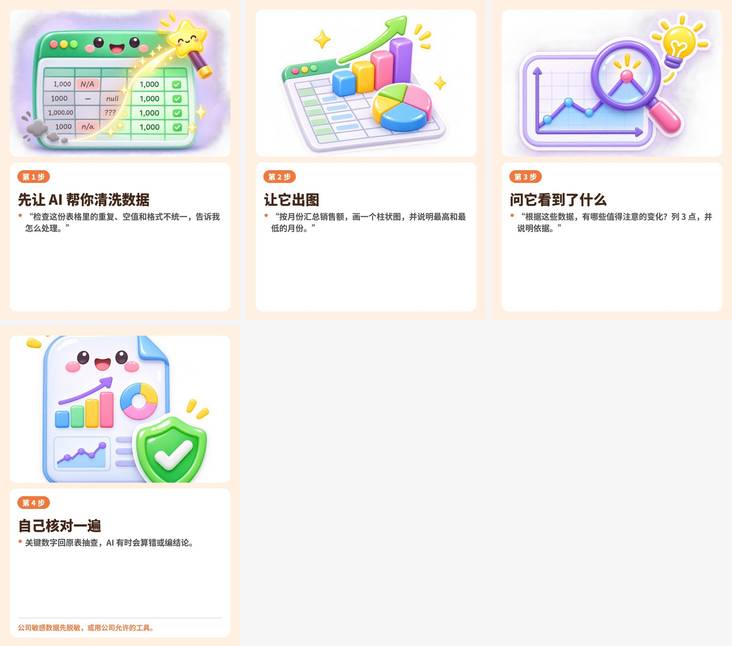 1,000 N/A 1,000
1000 — null 1,000
1,000.00 ??? 1,000
1000 n/a. 1,000
第 1 步
先让 AI 帮你清洗数据
“检查这份表格里的重复、空值和格式不统一，告诉我
怎么处理。”
第 2 步
让它出图
“按月份汇总销售额，画一个柱状图，并说明最高和最
低的月份。”
第 3 步
问它看到了什么
“根据这些数据，有哪些值得注意的变化？列 3 点，并
说明依据。”
第 4 步
自己核对一遍
关键数字回原表抽查，AI 有时会算错或编结论。
公司敏感数据先脱敏，或用公司允许的工具。